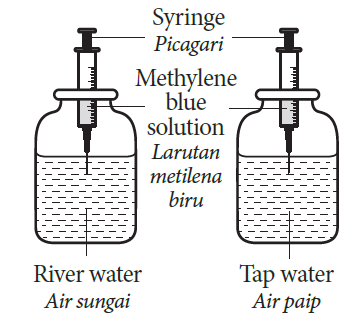 Syringe
Picagari
Methylene
blue
solution
Larutan
metilena
biru
River water
Air sungai
Tap water
Air paip